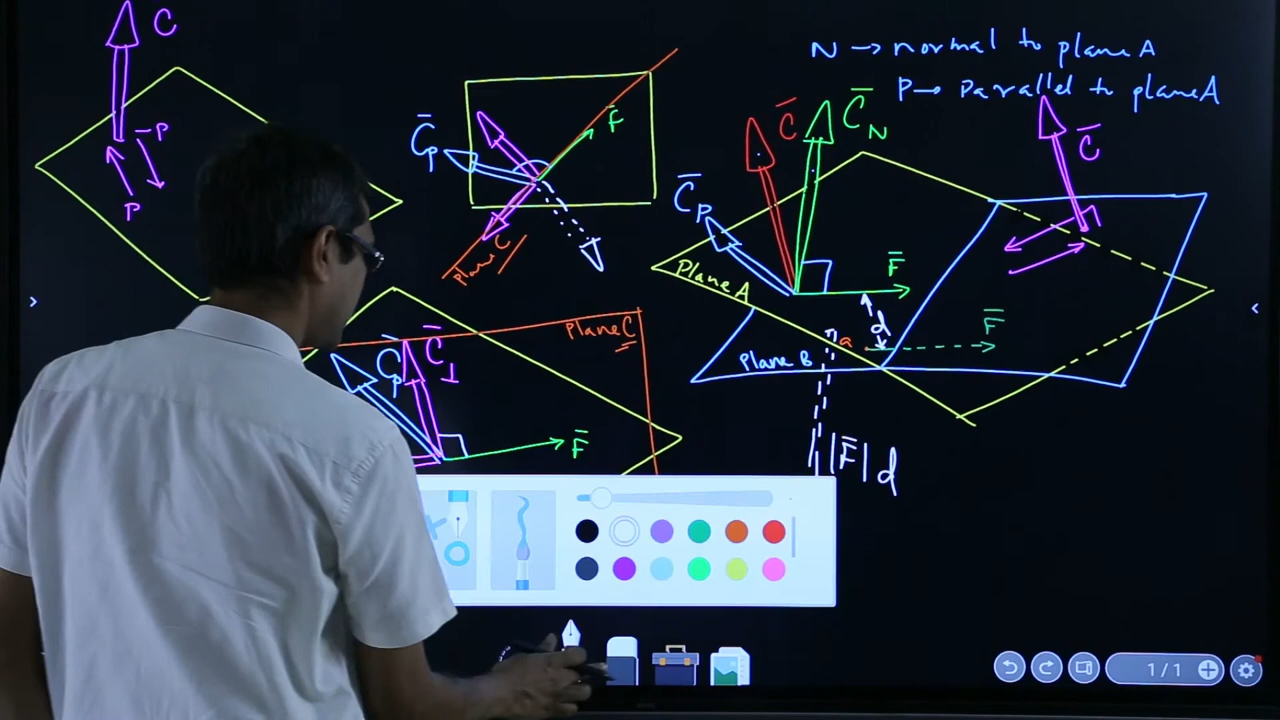 C
-P
P
C̄p
F̄
Plane C
N → normal to plane A
P → parallel to plane A
C̄
C̄N
C̄p
F̄
C̄
Plane A
d
a
F̄
Plane B
|F̄| d
plane C
C̄p
C̄⊥
F̄
1/1